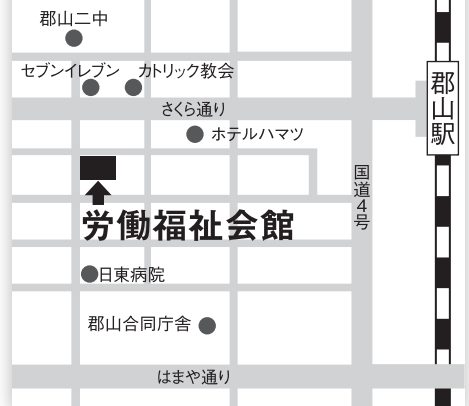 郡山二中
セブンイレブン
カトリック教会
さくら通り
郡山駅
ホテルハマツ
国道4号
労働福祉会館
日東病院
郡山合同庁舎
はまや通り